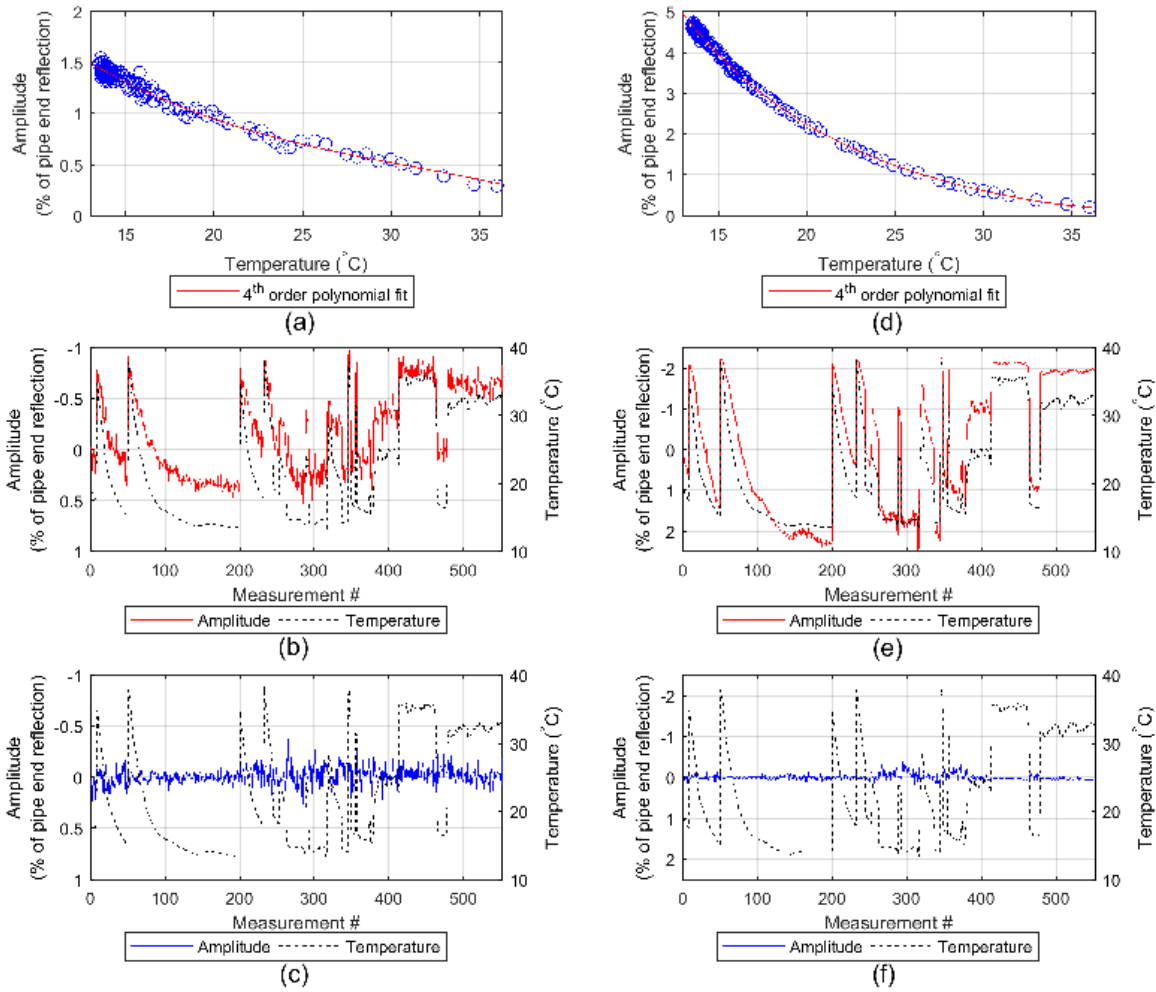 2
1.5
1
0.5
0
Amplitude
(% of pipe end reflection)
15 20 25 30 35
Temperature (°C)
4th order polynomial fit
(a)
5
4
3
2
1
0
Amplitude
(% of pipe end reflection)
15 20 25 30 35
Temperature (°C)
4th order polynomial fit
(d)
-1
-0.5
0
0.5
1
Amplitude
(% of pipe end reflection)
40
30
20
10
Temperature (°C)
0 100 200 300 400 500
Measurement #
Amplitude Temperature
(b)
-2
-1
0
1
2
Amplitude
(% of pipe end reflection)
40
30
20
10
Temperature (°C)
0 100 200 300 400 500
Measurement #
Amplitude Temperature
(e)
-1
-0.5
0
0.5
1
Amplitude
(% of pipe end reflection)
40
30
20
10
Temperature (°C)
0 100 200 300 400 500
Measurement #
Amplitude Temperature
(c)
-2
-1
0
1
2
Amplitude
(% of pipe end reflection)
40
30
20
10
Temperature (°C)
0 100 200 300 400 500
Measurement #
Amplitude Temperature
(f)